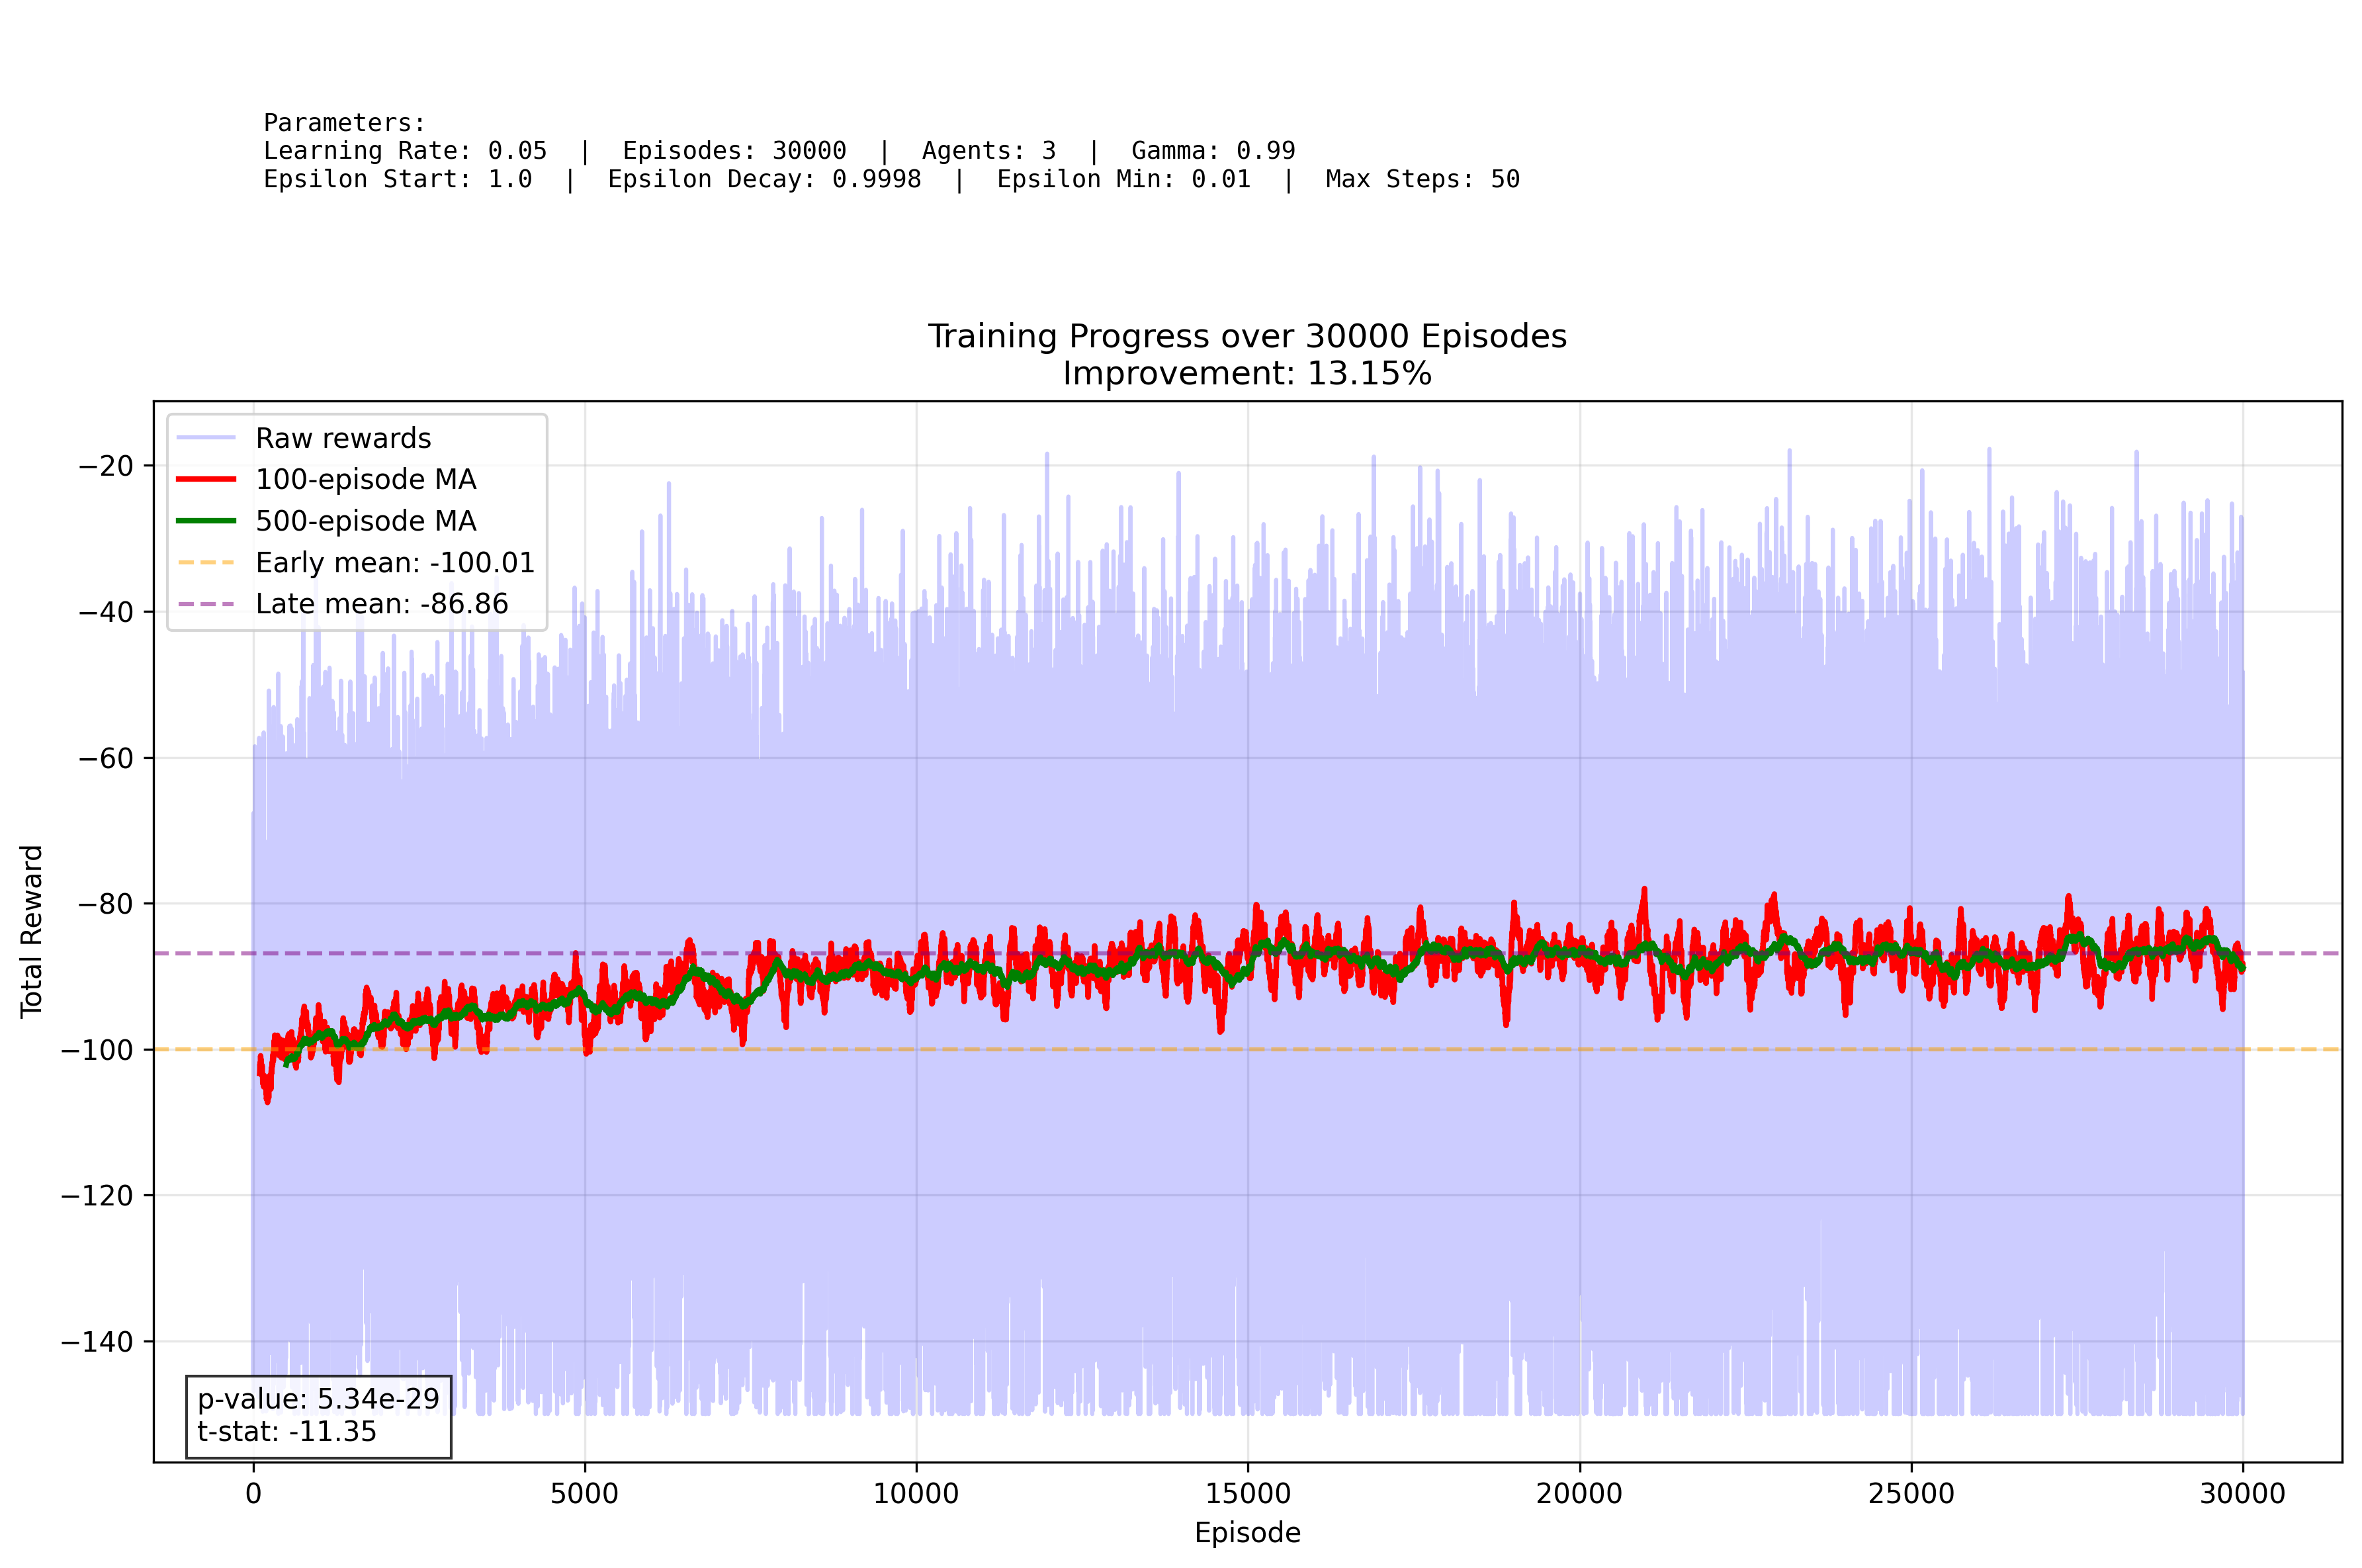 Parameters:
Learning Rate: 0.05  |  Episodes: 30000  |  Agents: 3  |  Gamma: 0.99
Epsilon Start: 1.0  |  Epsilon Decay: 0.9998  |  Epsilon Min: 0.01  |  Max Steps: 50
Training Progress over 30000 Episodes
Improvement: 13.15%
Raw rewards
100-episode MA
500-episode MA
Early mean: -100.01
Late mean: -86.86
Total Reward
−20
−40
−60
−80
−100
−120
−140
p-value: 5.34e-29
t-stat: -11.35
0
5000
10000
15000
20000
25000
30000
Episode